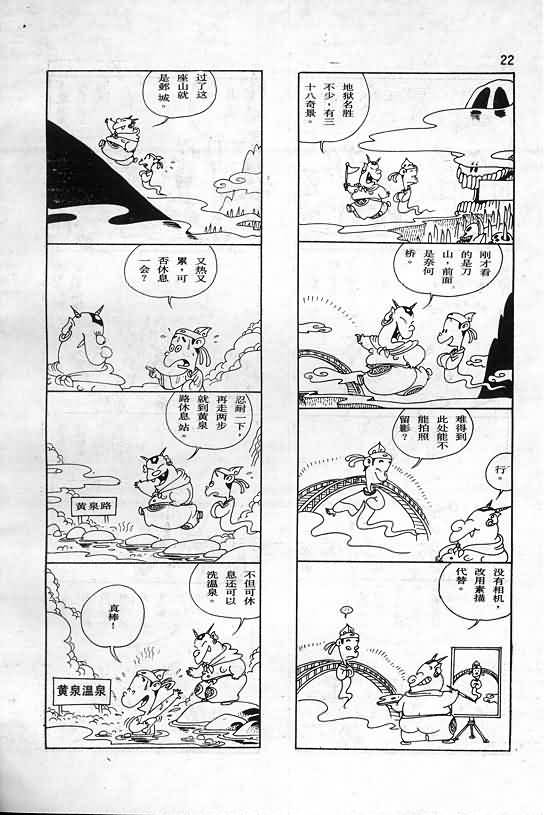 22
地狱名胜
不少，有三
十八奇景。
刚才看
的是刀
山，前面
是奈何
桥。
难得到
此处能不
能拍照
留影？
行。
没有相机，
改用素描
代替。
过了这
座山就
是城。
又热又
累，可
否休息
一会？
忍耐一下，
再走两步
就到黄泉
路休息站。
黄泉路
不但可休
息还可以
洗温泉。
真棒！
黄泉温泉